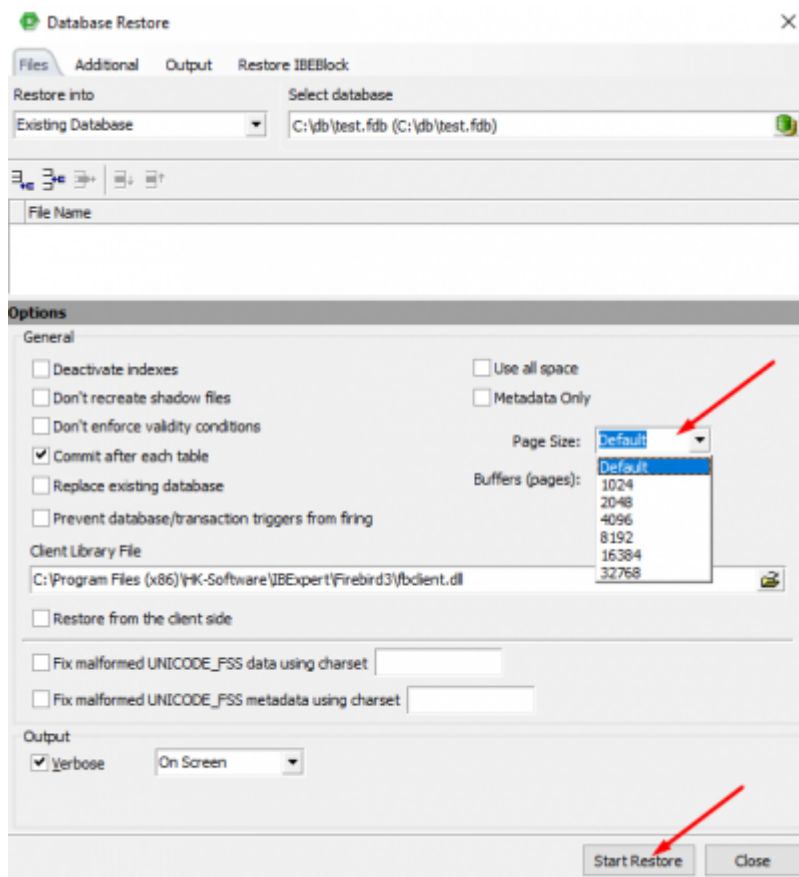 Database Restore
Files Additional Output Restore IBEBlock
Restore into Select database
Existing Database C:\db\test.fdb (C:\db\test.fdb)
File Name
Options
General
Deactivate indexes Use all space
Don't recreate shadow files Metadata Only
Don't enforce validity conditions Page Size: Default
Commit after each table Default
Replace existing database Buffers (pages): 1024
2048
Prevent database/transaction triggers from firing 4096
8192
Client Library File 16384
C:\Program Files (x86)\HK-Software\IBExpert\Firebird3\fbclient.dll 32768
Restore from the client side
Fix malformed UNICODE_FSS data using charset
Fix malformed UNICODE_FSS metadata using charset
Output
Verbose On Screen
Start Restore Close